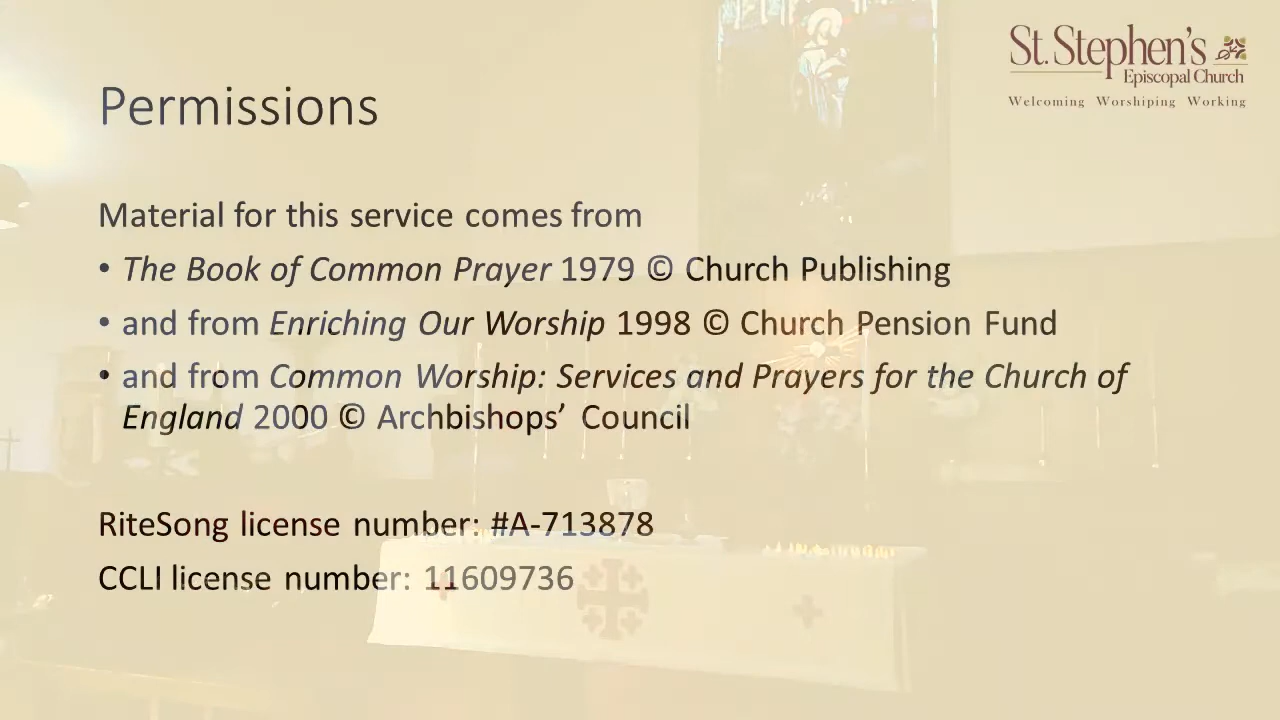 St. Stephen's
Episcopal Church
Welcoming Worshiping Working
Permissions
Material for this service comes from
• The Book of Common Prayer 1979 © Church Publishing
• and from Enriching Our Worship 1998 © Church Pension Fund
• and from Common Worship: Services and Prayers for the Church of
England 2000 © Archbishops’ Council
RiteSong license number: #A-713878
CCLI license number: 11609736